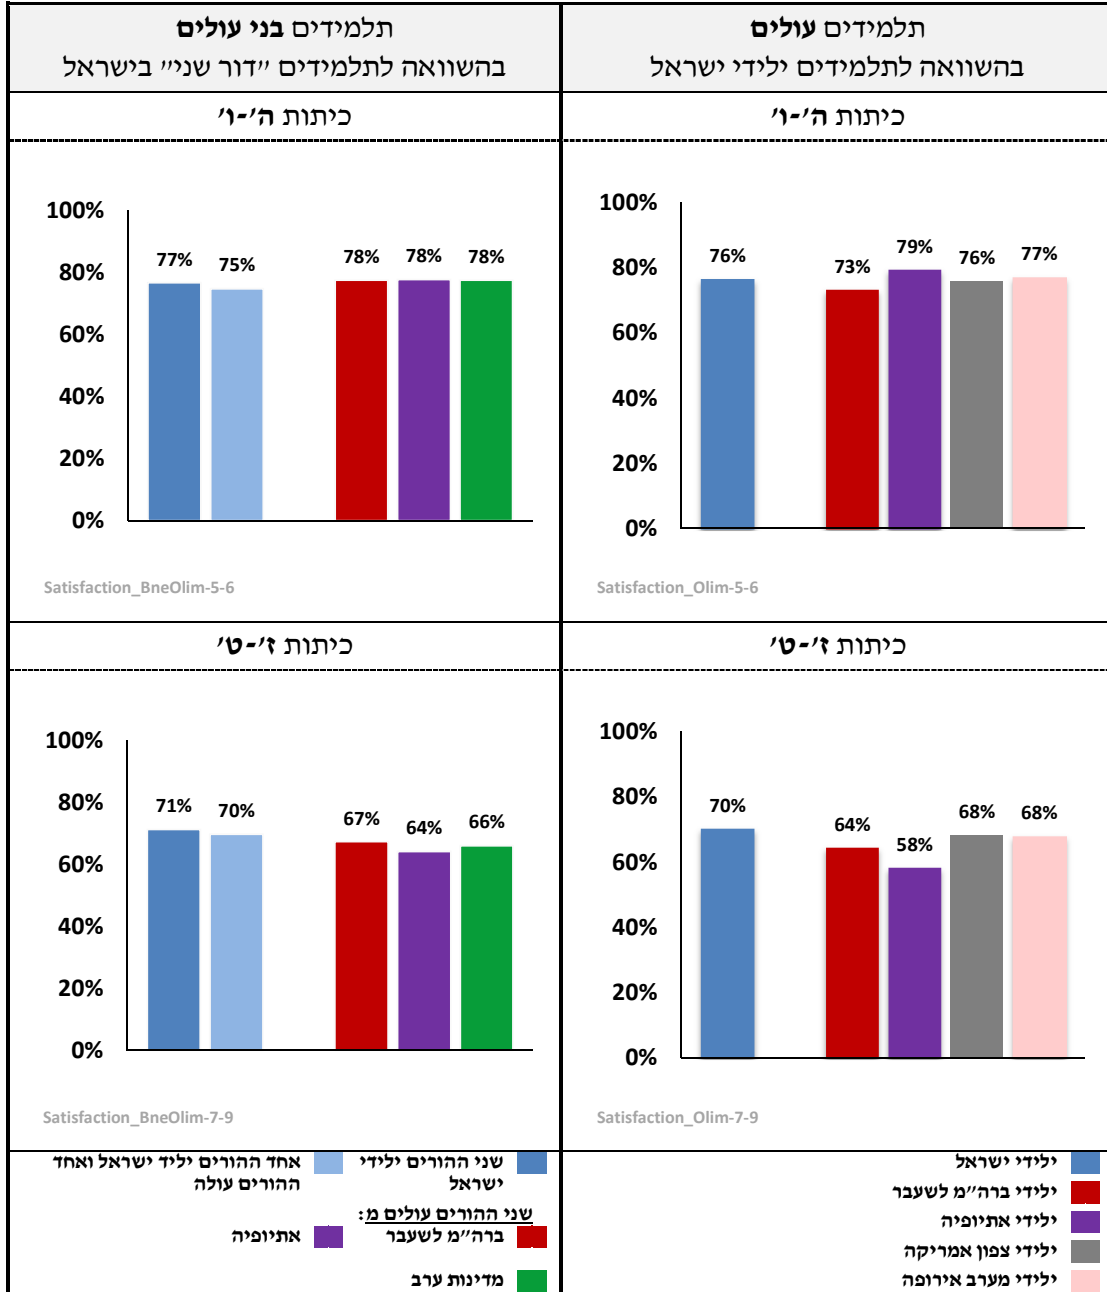 תלמידים עולים
בהשוואה לתלמידים ילידי ישראל
תלמידים בני עולים
בהשוואה לתלמידים ״דור שני״ בישראל
כיתות ה׳-ו׳
כיתות ה׳-ו׳
100%
80%
60%
40%
20%
0%
76%
73%
79%
76%
77%
Satisfaction_Olim-5-6
100%
80%
60%
40%
20%
0%
77%
75%
78%
78%
78%
Satisfaction_BneOlim-5-6
כיתות ז׳-ט׳
כיתות ז׳-ט׳
100%
80%
60%
40%
20%
0%
70%
64%
58%
68%
68%
Satisfaction_Olim-7-9
100%
80%
60%
40%
20%
0%
71%
70%
67%
64%
66%
Satisfaction_BneOlim-7-9
ילידי ישראל
ילידי ברה״מ לשעבר
ילידי אתיופיה
ילידי צפון אמריקה
ילידי מערב אירופה
שני ההורים ילידי
ישראל
אחד ההורים יליד ישראל ואחד
ההורים עולה
שני ההורים עולים מ:
ברה״מ לשעבר
אתיופיה
מדינות ערב